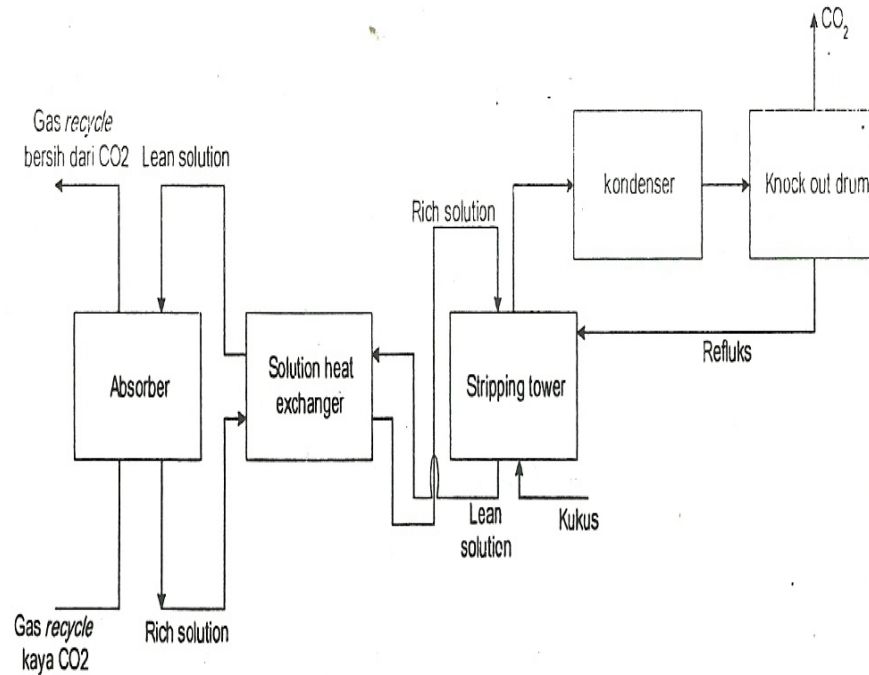 CO2
Gas recycle
bersih dari CO2
Lean solution
kondenser
Knock out drum
Rich solution
Absorber
Solution heat
exchanger
Stripping tower
Refluks
Lean
solution
Kukus
Gas recycle
kaya CO2
Rich solution